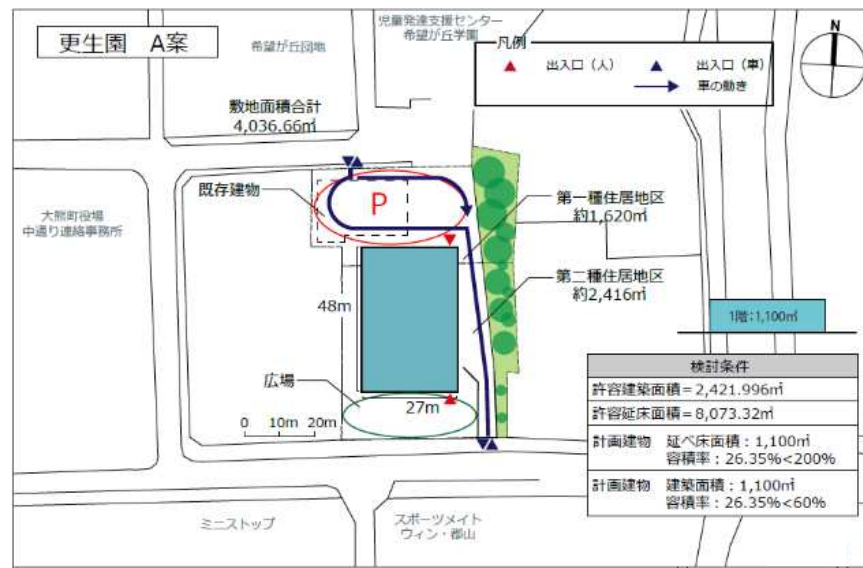 更生園　A案
希望が丘団地
児童発達支援センター
希望が丘学園
凡例
出入口（人）
出入口（車）
車の動き
N
敷地面積合計
4,036.66㎡
既存建物
P
大熊町役場
中通り連絡事務所
第一種住居地区
約1,620㎡
第二種住居地区
約2,416㎡
48m
1階：1,100㎡
広場
27m
0 10m 20m
検討条件
許容建築面積＝2,421.996㎡
許容延床面積＝8,073.32㎡
計画建物　延べ床面積：1,100㎡
容積率：26.35%<200%
計画建物　建築面積：1,100㎡
容積率：26.35%<60%
ミニストップ
スポーツメイト
ウィン・郡山